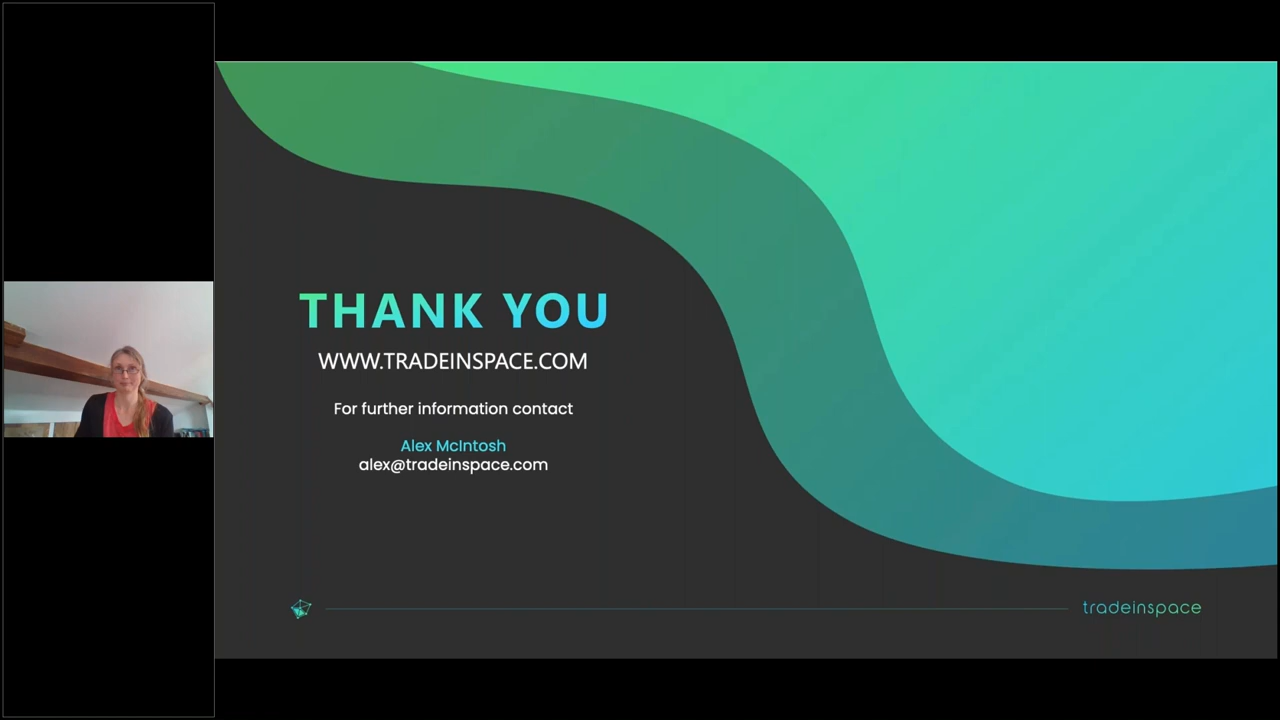 THANK YOU
WWW.TRADEINSPACE.COM
For further information contact
Alex McIntosh
alex@tradeinspace.com
tradeinspace